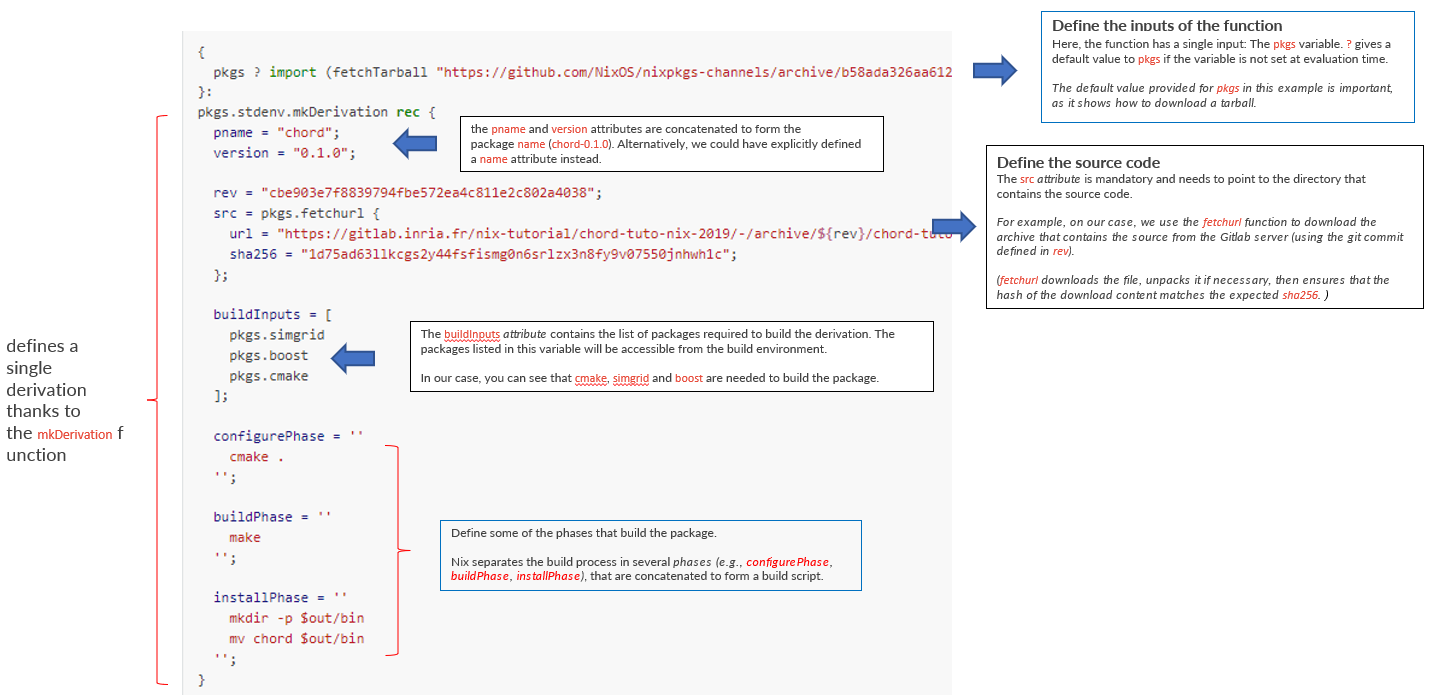 {
pkgs ? import (fetchTarball "https://github.com/NixOS/nixpkgs-channels/archive/b58ada326aa612
}:
pkgs.stdenv.mkDerivation rec {
pname = "chord";
version = "0.1.0";
rev = "cbe903e7f8839794fbe572ea4c811e2c802a4038";
src = pkgs.fetchurl {
url = "https://gitlab.inria.fr/nix-tutorial/chord-tuto-nix-2019/-/archive/${rev}/chord-tuto
sha256 = "1d75ad63llkcgs2y44fsfismg0n6srlzx3n8fy9v07550jnhwh1c";
};
buildInputs = [
pkgs.simgrid
pkgs.boost
pkgs.cmake
];
configurePhase = ''
cmake .
'';
buildPhase = ''
make
'';
installPhase = ''
mkdir -p $out/bin
mv chord $out/bin
'';
}
Define the inputs of the function
Here, the function has a single input: The pkgs variable. ? gives a
default value to pkgs if the variable is not set at evaluation time.
The default value provided for pkgs in this example is important,
as it shows how to download a tarball.
the pname and version attributes are concatenated to form the
package name (chord-0.1.0). Alternatively, we could have explicitly defined
a name attribute instead.
Define the source code
The src attribute is mandatory and needs to point to the directory that
contains the source code.
For example, on our case, we use the fetchurl function to download the
archive that contains the source from the Gitlab server (using the git commit
defined in rev).
(fetchurl downloads the file, unpacks it if necessary, then ensures that the
hash of the download content matches the expected sha256. )
The buildInputs attribute contains the list of packages required to build the derivation. The
packages listed in this variable will be accessible from the build environment.
In our case, you can see that cmake, simgrid and boost are needed to build the package.
defines a
single
derivation
thanks to
the mkDerivation f
unction
Define some of the phases that build the package.
Nix separates the build process in several phases (e.g., configurePhase,
buildPhase, installPhase), that are concatenated to form a build script.